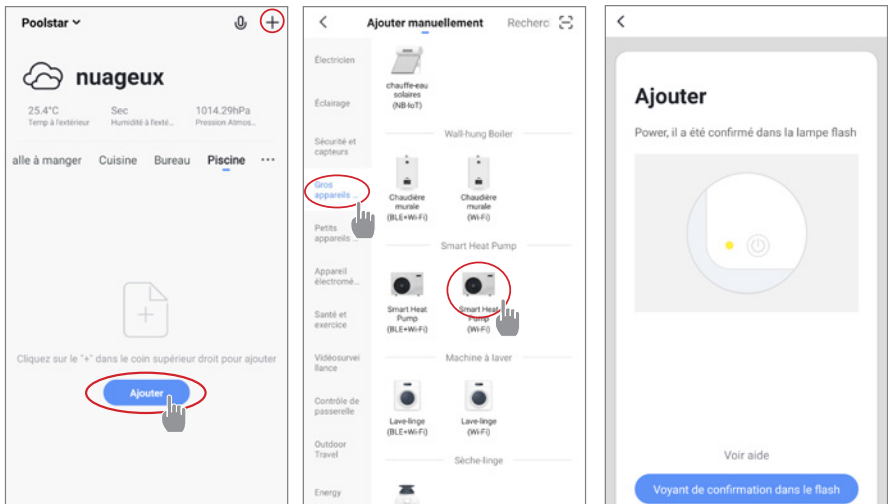 Poolstar
nuageux
25.4°C Sec 1014.29hPa
Temp à l'extérieur Humidité à l'exté... Pression Atmos...
alle à manger Cuisine Bureau Piscine ...
Cliquez sur le "+" dans le coin supérieur droit pour ajouter
Ajouter
Ajouter manuellement Recherc
Électricien
Éclairage
Sécurité et
capteurs
Gros
appareils ...
Petits
appareils ...
Appareil
électromé...
Santé et
exercice
Vidéosurvei
llance
Contrôle de
passerelle
Outdoor
Travel
Energy
chauffe-eau
solaires
(NB-IoT)
Wall-hung Boiler
Chaudière
murale
(BLE+Wi-Fi)
Chaudière
murale
(Wi-Fi)
Smart Heat Pump
Smart Heat
Pump
(BLE+Wi-Fi)
Smart Heat
Pump
(Wi-Fi)
Machine à laver
Lave-linge
(BLE+Wi-Fi)
Lave-linge
(Wi-Fi)
Sèche-linge
Ajouter
Power, il a été confirmé dans la lampe flash
Voir aide
Voyant de confirmation dans le flash